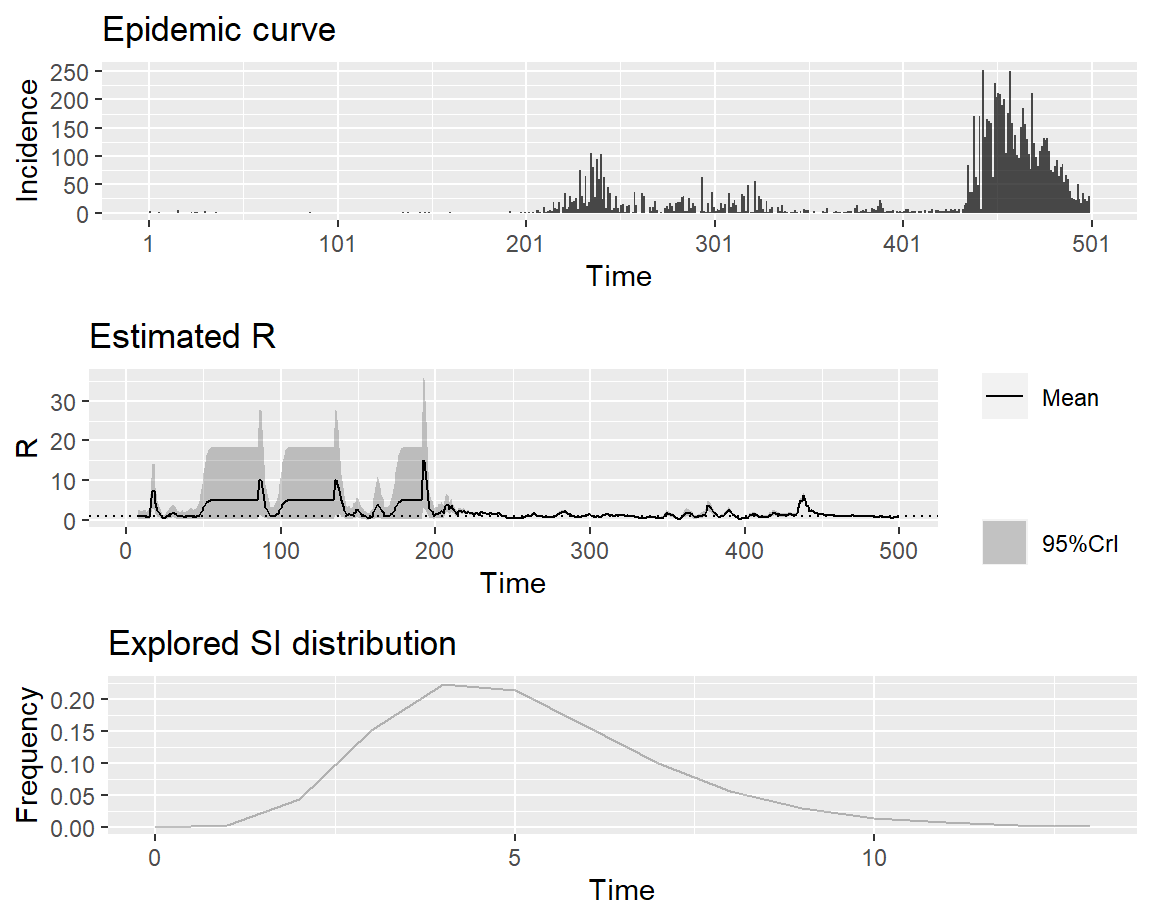 Epidemic curve
Incidence
250
200
150
100
50
0
1 101 201 301 401 501
Time
Estimated R
R
30
20
10
0
0 100 200 300 400 500
Time
Mean
95%CrI
Explored SI distribution
Frequency
0.20
0.15
0.10
0.05
0.00
0 5 10
Time